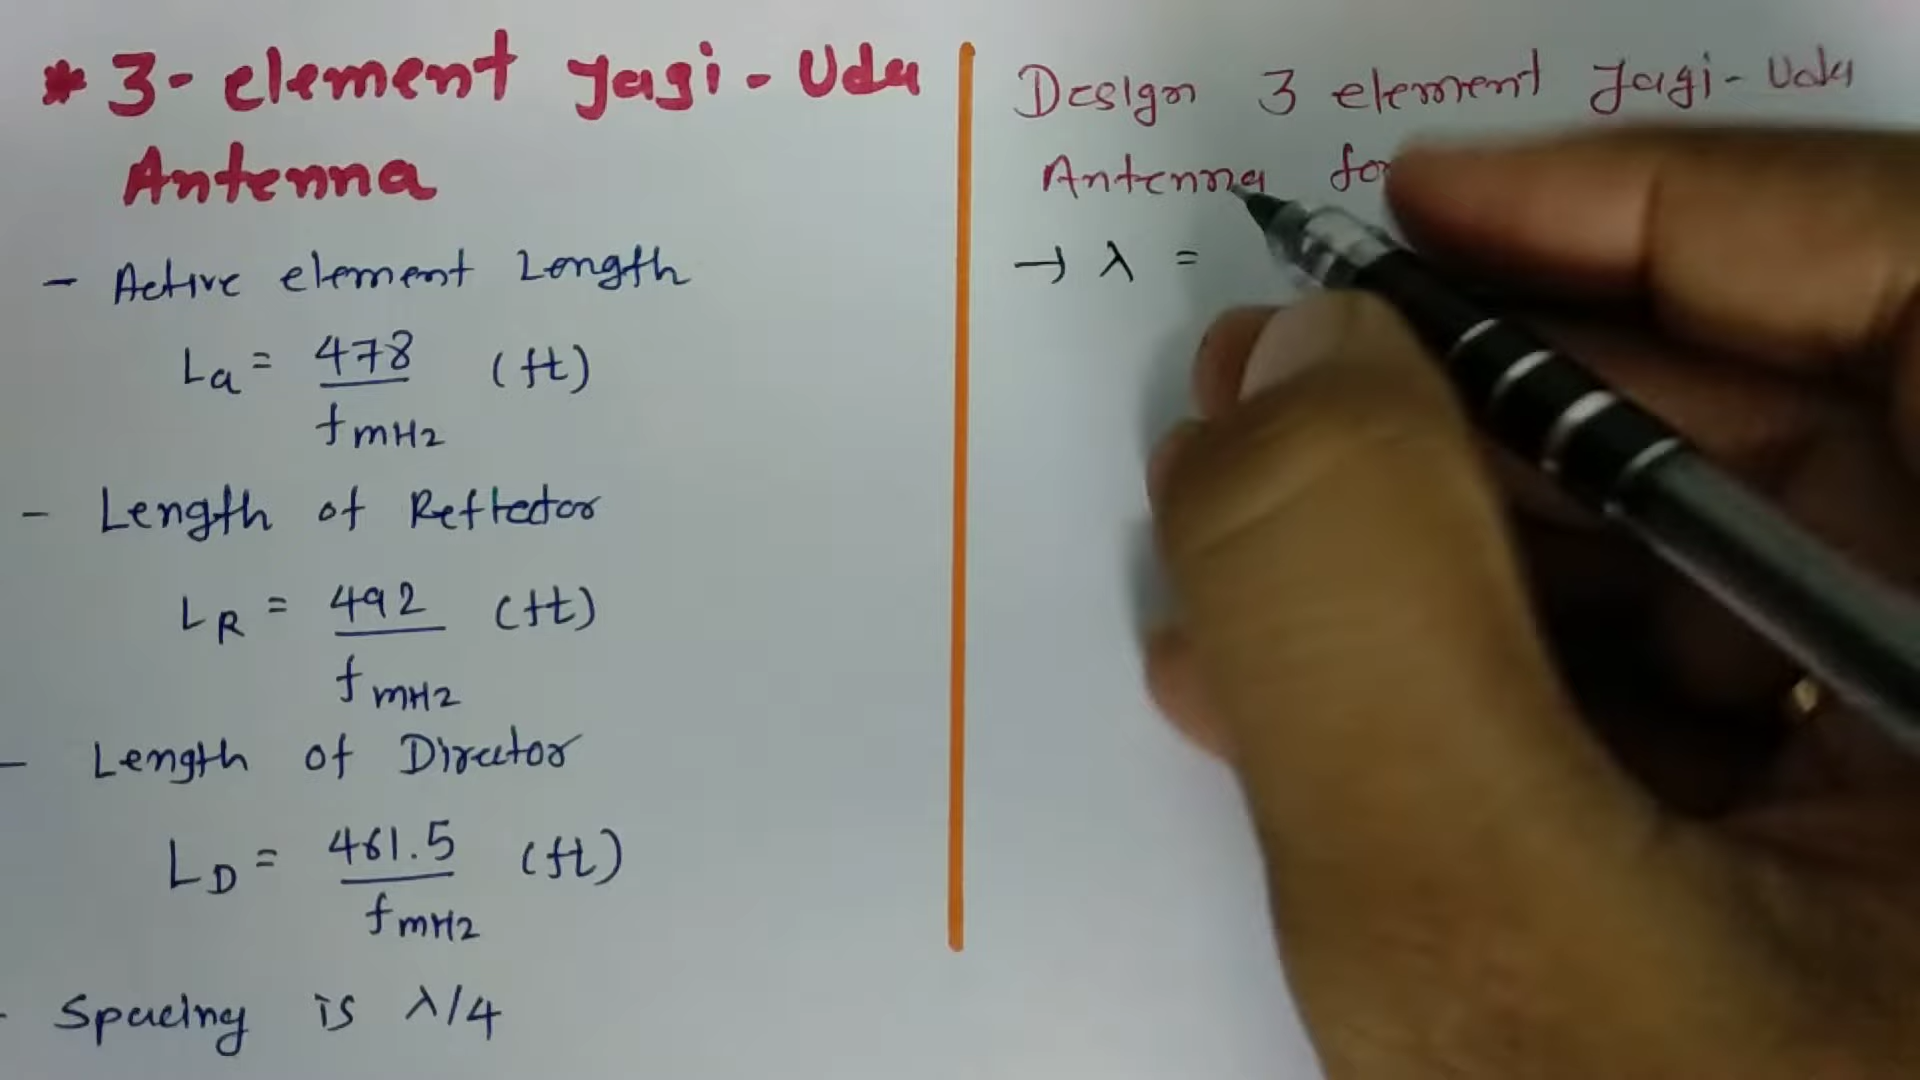 * 3-element Yagi-Uda
Antenna
- Active element Length
La = 478 (ft)
fMHz
- Length of Reflector
LR = 492 (ft)
fMHz
- Length of Director
LD = 461.5 (ft)
fMHz
- Spacing is λ/4
Design 3 element Yagi-Uda
Antenna for
→ λ =